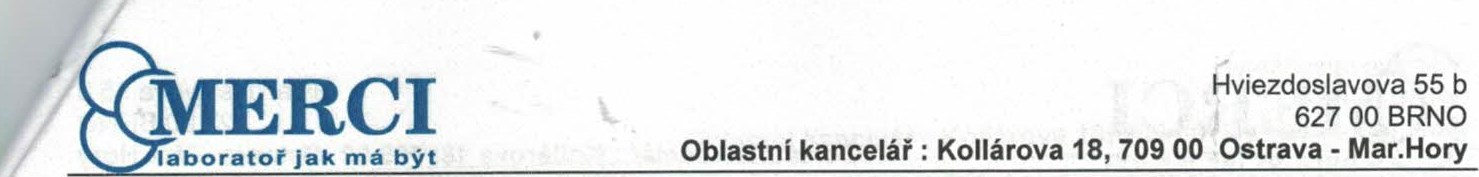 MERCI
laboratoř jak má být
Hviezdoslavova 55 b
627 00 BRNO
Oblastní kancelář : Kollárova 18, 709 00 Ostrava - Mar.Hory